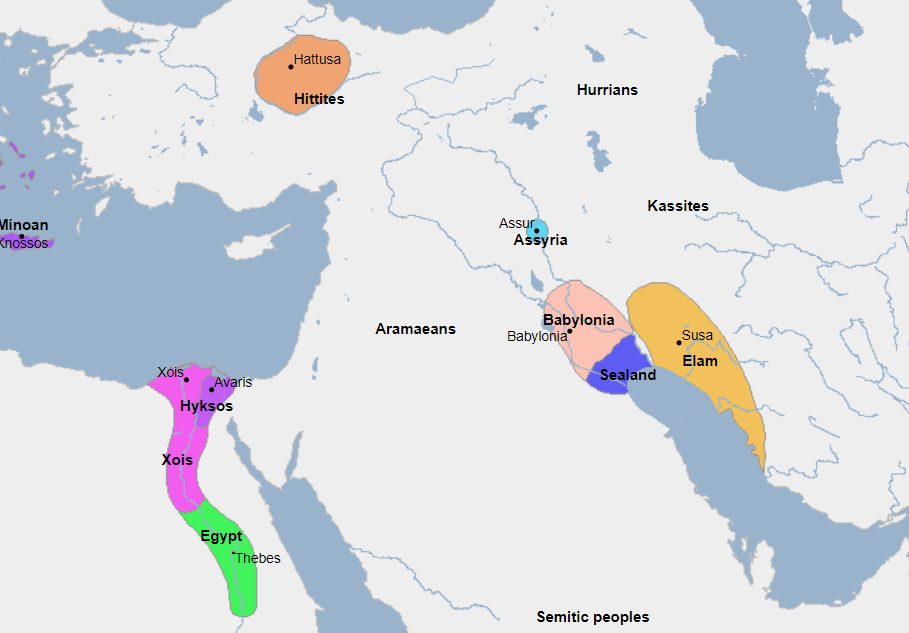 Hattusa
Hurrians
Hittites
Kassites
Minoan
Knossos
Assur
Assyria
Babylonia
Aramaeans
Babylonia
Susa
Elam
Sealand
Xois
Avaris
Hyksos
Xois
Egypt
Thebes
Semitic peoples